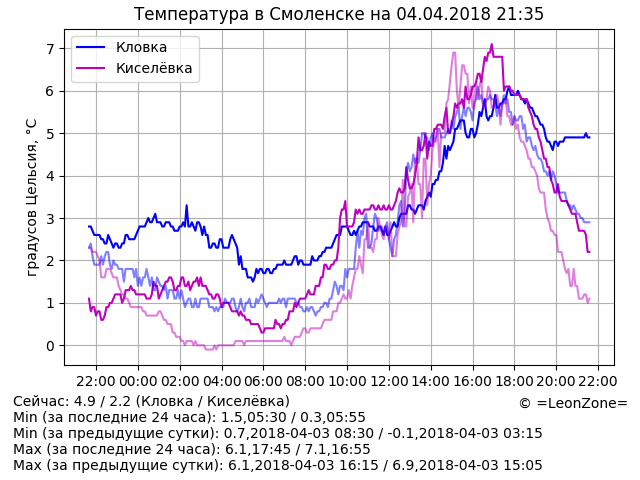 Температура в Смоленске на 04.04.2018 21:35
Кловка
Киселёвка
градусов Цельсия, °C
7
6
5
4
3
2
1
0
22:00 00:00 02:00 04:00 06:00 08:00 10:00 12:00 14:00 16:00 18:00 20:00 22:00
Сейчас: 4.9 / 2.2 (Кловка / Киселёвка)
© =LeonZone=
Min (за последние 24 часа): 1.5,05:30 / 0.3,05:55
Min (за предыдущие сутки): 0.7,2018-04-03 08:30 / -0.1,2018-04-03 03:15
Max (за последние 24 часа): 6.1,17:45 / 7.1,16:55
Max (за предыдущие сутки): 6.1,2018-04-03 16:15 / 6.9,2018-04-03 15:05